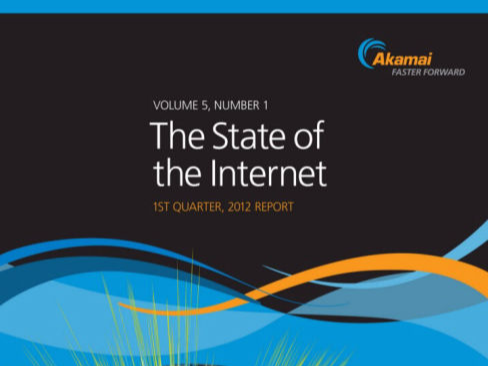 Akamai
FASTER FORWARD
VOLUME 5, NUMBER 1
The State of
the Internet
1ST QUARTER, 2012 REPORT